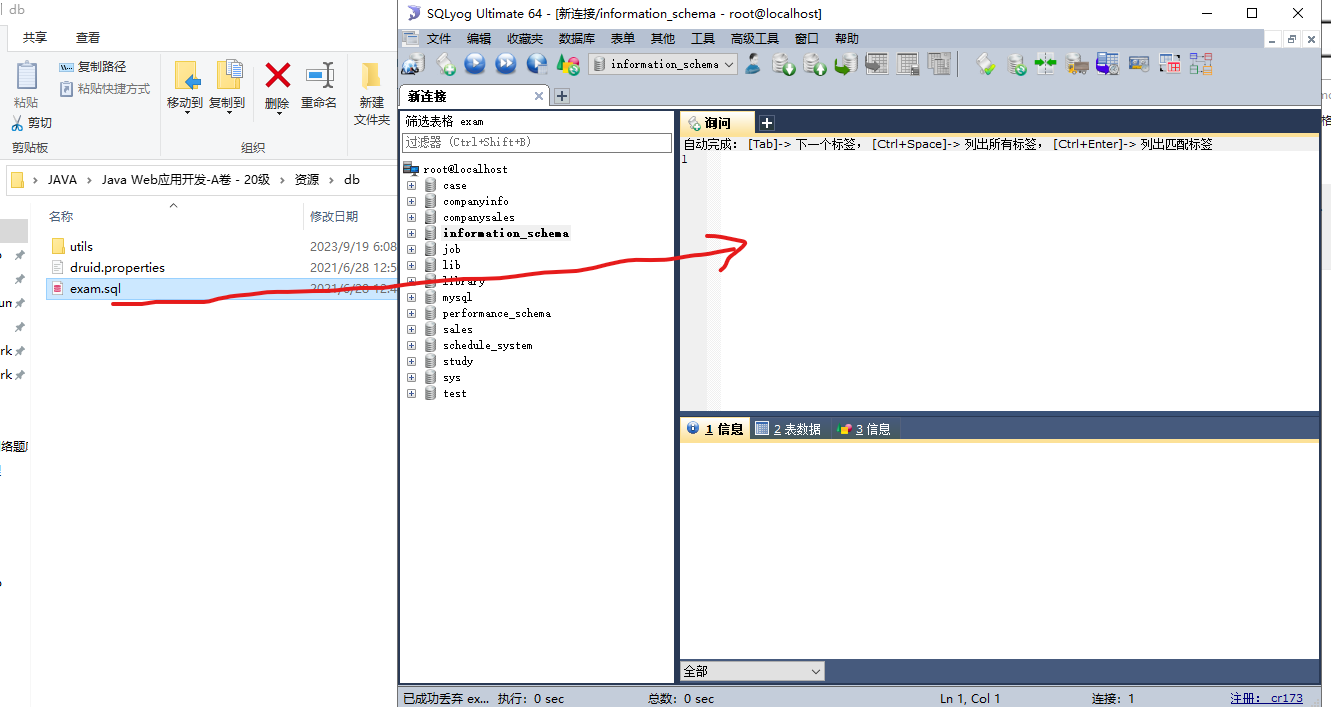 db
共享
查看
粘贴
复制路径
粘贴快捷方式
剪切
剪贴板
移动到
复制到
删除
重命名
组织
新建
文件夹
JAVA
Java Web应用开发-A卷 - 20级
资源
db
名称
修改日期
utils
2023/9/19 6:08
druid.properties
2021/6/28 12:5
exam.sql
SQLyog Ultimate 64 - [新连接/information_schema - root@localhost]
文件 编辑 收藏夹 数据库 表单 其他 工具 高级工具 窗口 帮助
information_schema
新连接
筛选表格 exam
过滤器 (Ctrl+Shift+B)
root@localhost
case
companyinfo
companysales
information_schema
job
lib
library
mysql
performance_schema
sales
schedule_system
study
sys
test
询问
自动完成: [Tab]-> 下一个标签, [Ctrl+Space]-> 列出所有标签, [Ctrl+Enter]-> 列出匹配标签
1
1 信息
2 表数据
3 信息
全部
已成功丢弃 ex...
执行: 0 sec
总数: 0 sec
Ln 1, Col 1
连接: 1
注册: cr173